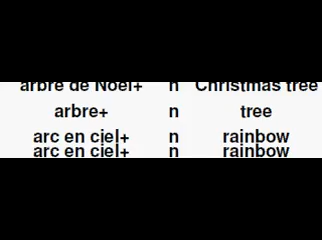 arbre de Noël+ n Christmas tree
arbre+ n tree
arc en ciel+ n rainbow
arc en ciel+ n rainbow